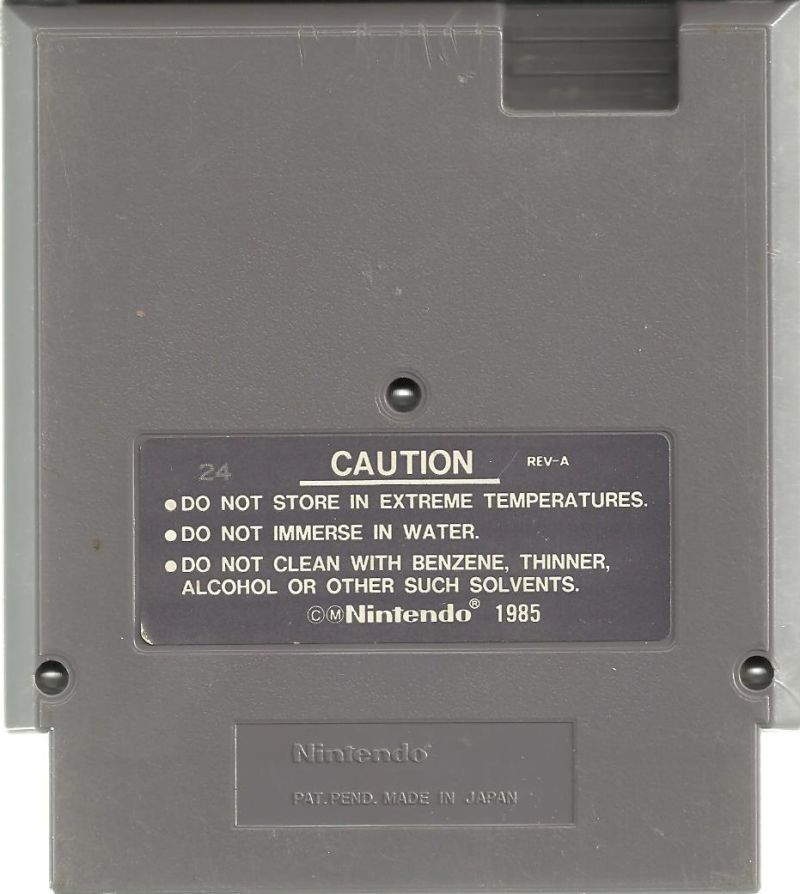 24
CAUTION REV-A
●DO NOT STORE IN EXTREME TEMPERATURES.
●DO NOT IMMERSE IN WATER.
●DO NOT CLEAN WITH BENZENE, THINNER,
ALCOHOL OR OTHER SUCH SOLVENTS.
ⒸⓂNintendo® 1985
Nintendo®
PAT. PEND. MADE IN JAPAN